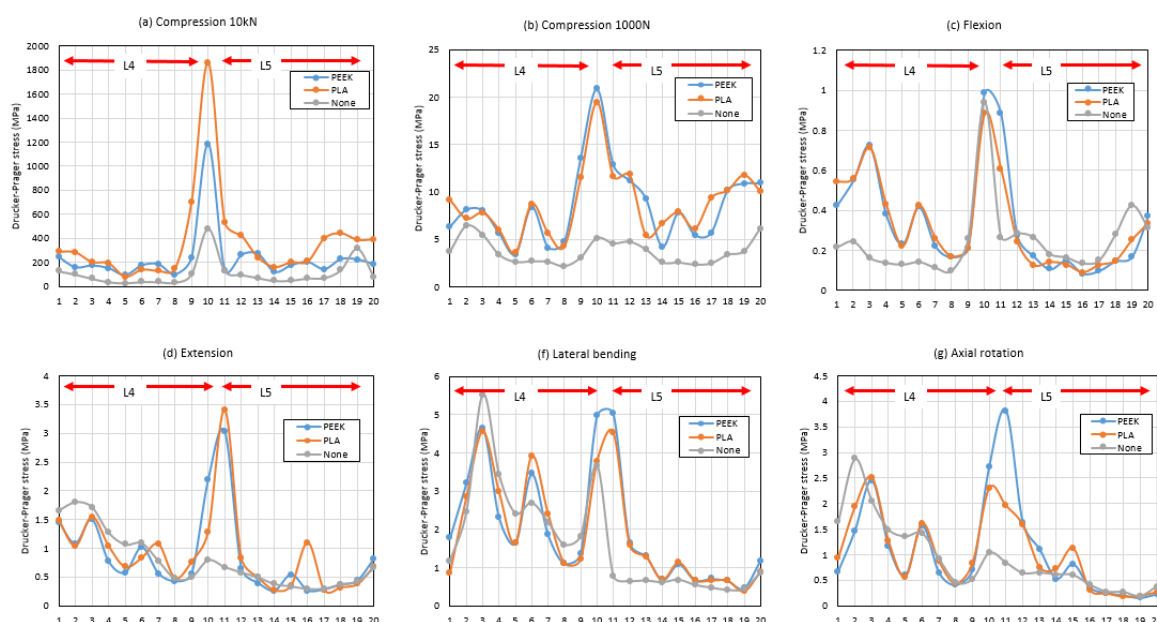 (a) Compression 10kN
Drucker-Prager stress (MPa)
2000
1800
1600
1400
1200
1000
800
600
400
200
0
L4
L5
PEEK
PLA
None
1 2 3 4 5 6 7 8 9 10 11 12 13 14 15 16 17 18 19 20
(b) Compression 1000N
Drucker-Prager stress (MPa)
25
20
15
10
5
0
L4
L5
PEEK
PLA
None
1 2 3 4 5 6 7 8 9 10 11 12 13 14 15 16 17 18 19 20
(c) Flexion
Drucker-Prager stress (MPa)
1.2
1
0.8
0.6
0.4
0.2
0
L4
L5
PEEK
PLA
None
1 2 3 4 5 6 7 8 9 10 11 12 13 14 15 16 17 18 19 20
(d) Extension
Drucker-Prager stress (MPa)
4
3.5
3
2.5
2
1.5
1
0.5
0
L4
L5
PEEK
PLA
None
1 2 3 4 5 6 7 8 9 10 11 12 13 14 15 16 17 18 19 20
(f) Lateral bending
Drucker-Prager stress (MPa)
6
5
4
3
2
1
0
L4
L5
PEEK
PLA
None
1 2 3 4 5 6 7 8 9 10 11 12 13 14 15 16 17 18 19 20
(g) Axial rotation
Drucker-Prager stress (MPa)
4.5
4
3.5
3
2.5
2
1.5
1
0.5
0
L4
L5
PEEK
PLA
None
1 2 3 4 5 6 7 8 9 10 11 12 13 14 15 16 17 18 19 20